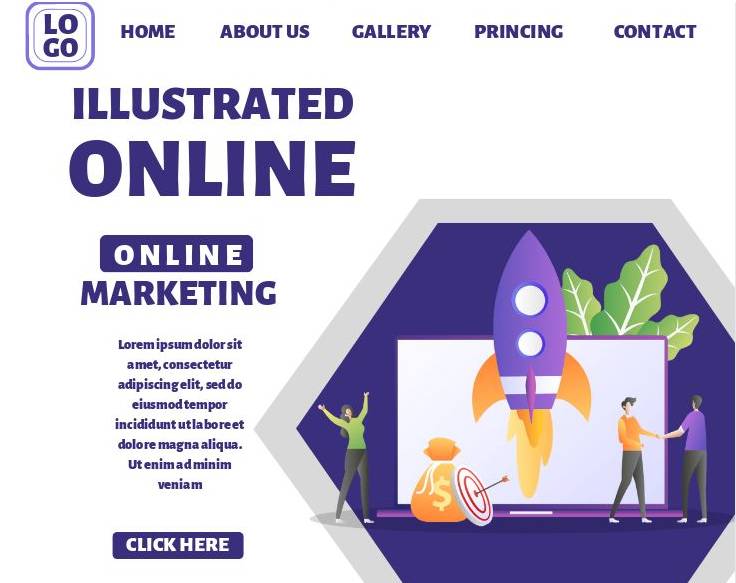 LO
GO
HOME ABOUT US GALLERY PRINCING CONTACT
ILLUSTRATED
ONLINE
ONLINE
MARKETING
Lorem ipsum dolor sit
amet, consectetur
adipiscing elit, sed do
eiusmod tempor
incididunt ut labore et
dolore magna aliqua.
Ut enim ad minim
veniam
CLICK HERE
$